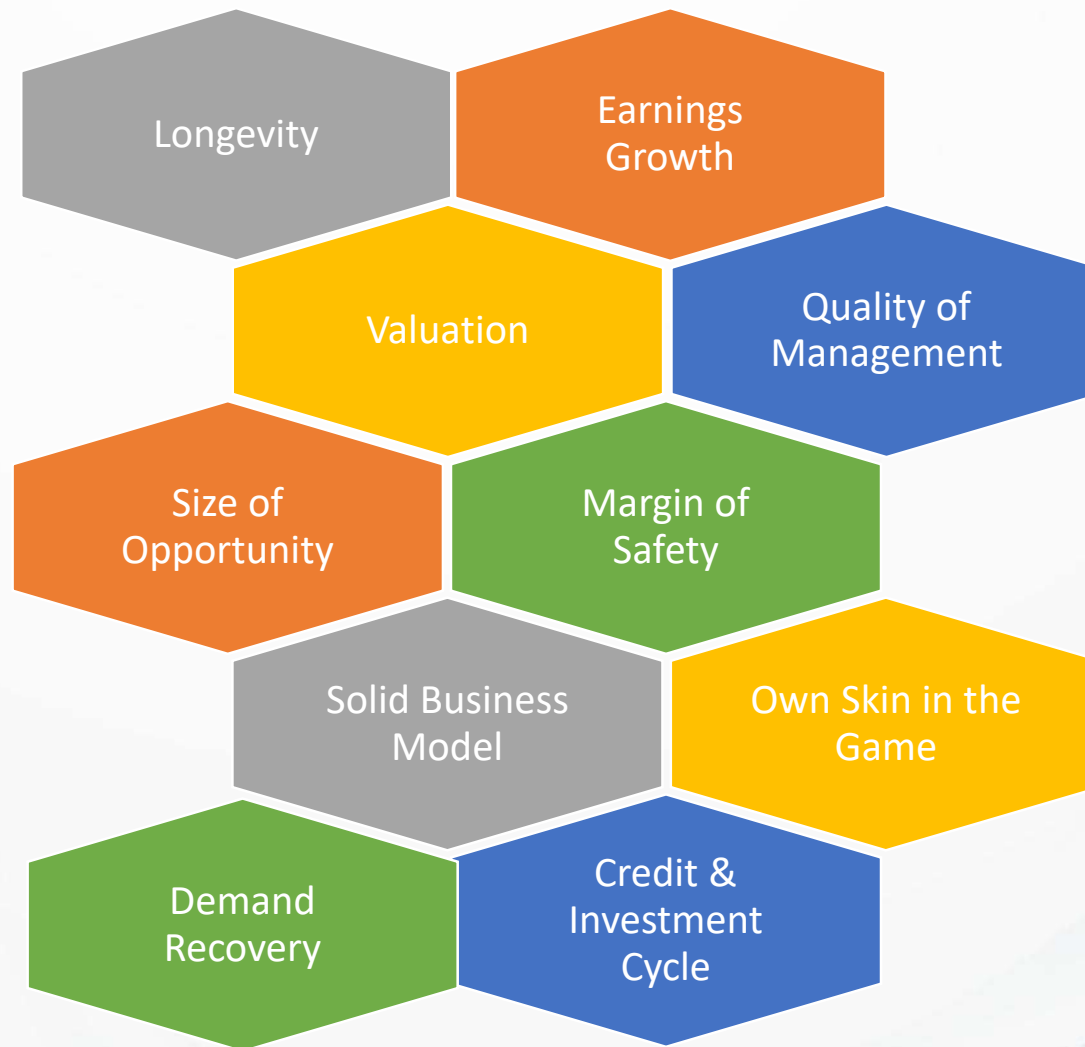 Longevity
Earnings
Growth
Valuation
Quality of
Management
Size of
Opportunity
Margin of
Safety
Solid Business
Model
Own Skin in the
Game
Demand
Recovery
Credit &
Investment
Cycle